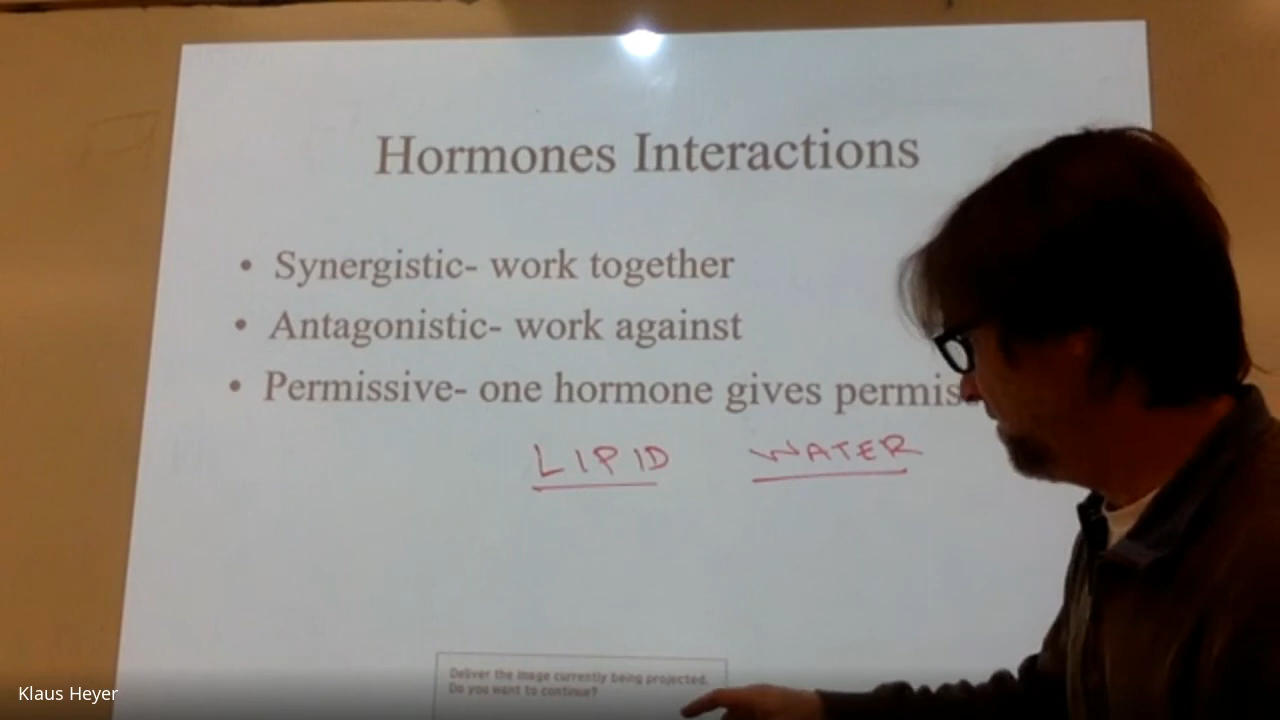 Hormones Interactions
• Synergistic- work together
• Antagonistic- work against
• Permissive- one hormone gives permis
LIPID WATER
Deliver the image currently being projected.
Do you want to continue?
Klaus Heyer